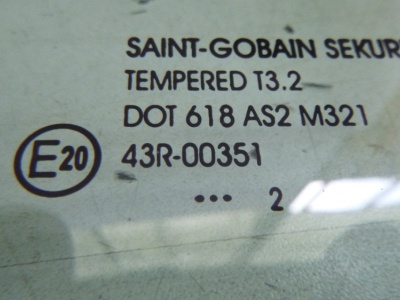 SAINT-GOBAIN SEKUR
TEMPERED T3.2
DOT 618 AS2 M321
E20 43R-00351
••• 2